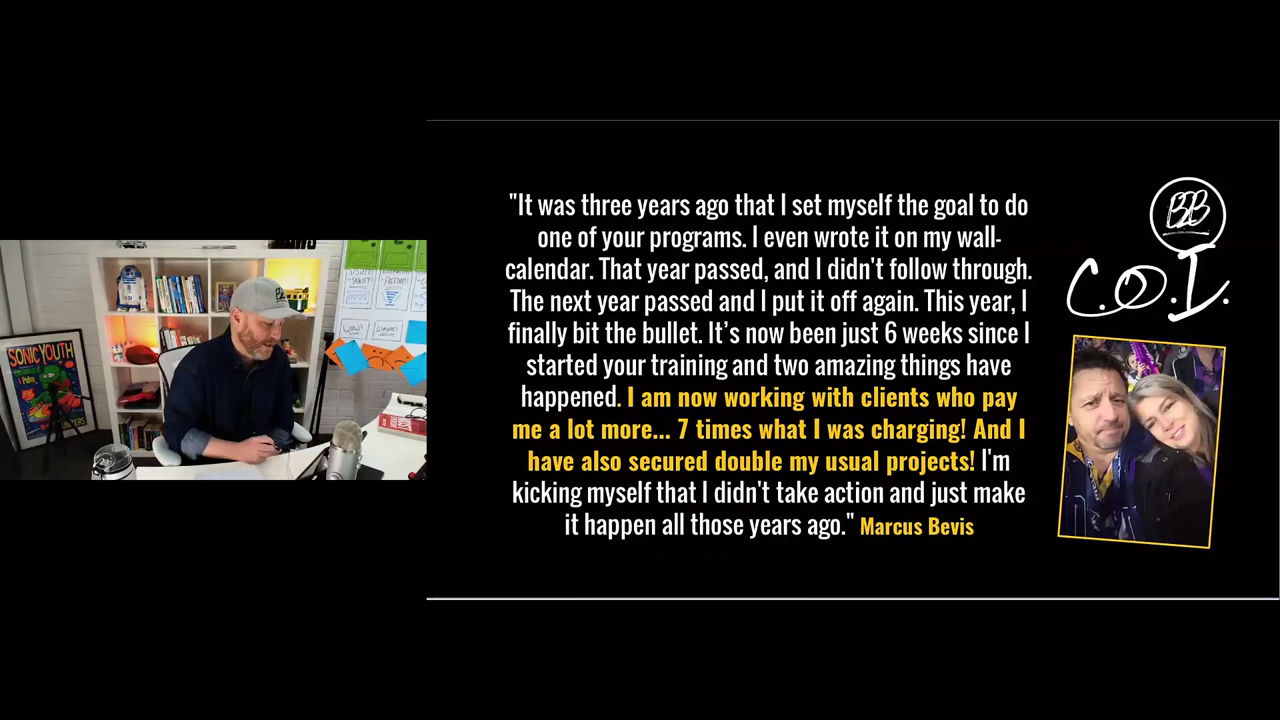 "It was three years ago that I set myself the goal to do
one of your programs. I even wrote it on my wall-
calendar. That year passed, and I didn't follow through.
The next year passed and I put it off again. This year, I
finally bit the bullet. It’s now been just 6 weeks since I
started your training and two amazing things have
happened. I am now working with clients who pay
me a lot more... 7 times what I was charging! And I
have also secured double my usual projects! I'm
kicking myself that I didn't take action and just make
it happen all those years ago." Marcus Bevis
B2B
C.O.I.
SONIC YOUTH